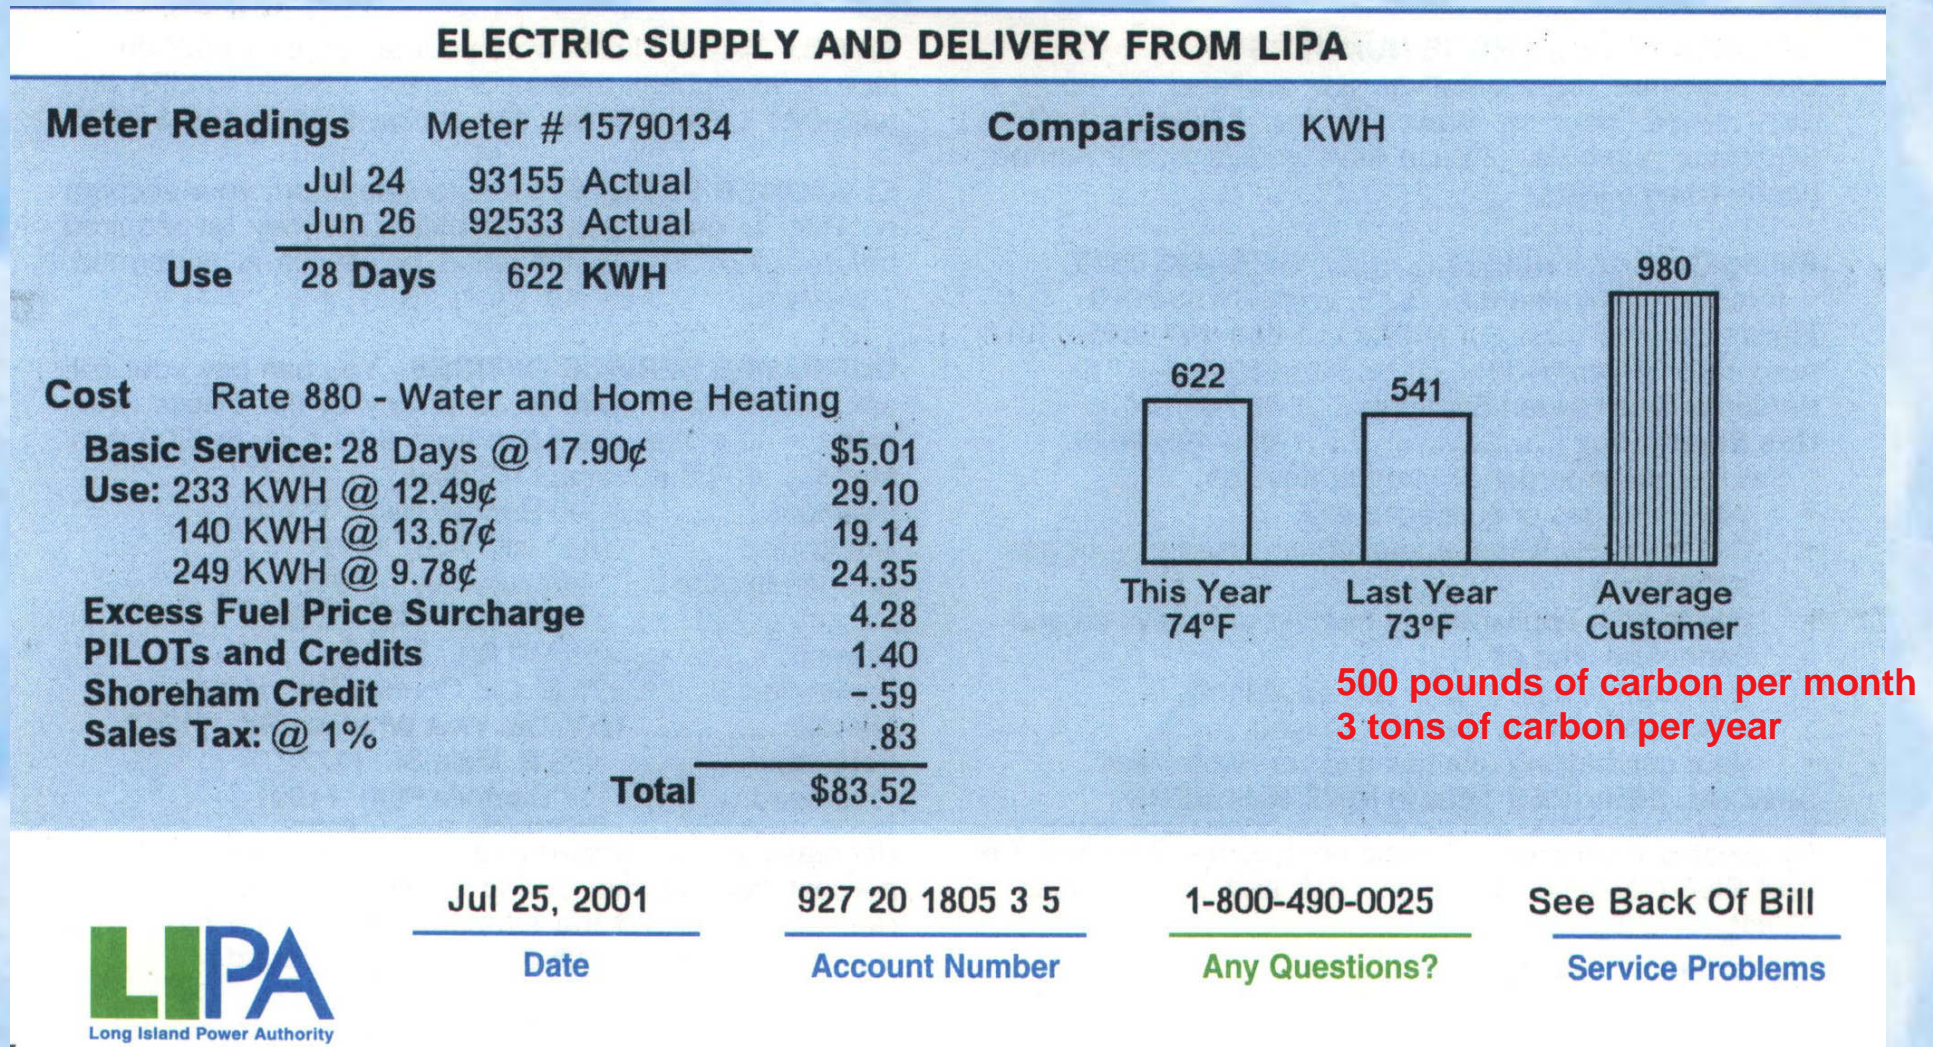 ELECTRIC SUPPLY AND DELIVERY FROM LIPA
Meter Readings Meter # 15790134
Jul 24 93155 Actual
Jun 26 92533 Actual
Use 28 Days 622 KWH
Cost Rate 880 - Water and Home Heating
Basic Service: 28 Days @ 17.90¢ $5.01
Use: 233 KWH @ 12.49¢ 29.10
140 KWH @ 13.67¢ 19.14
249 KWH @ 9.78¢ 24.35
Excess Fuel Price Surcharge 4.28
PILOTs and Credits 1.40
Shoreham Credit -.59
Sales Tax: @ 1% .83
Total $83.52
Comparisons KWH
980
622
541
This Year Last Year Average
74°F 73°F Customer
500 pounds of carbon per month
3 tons of carbon per year
Jul 25, 2001 927 20 1805 3 5 1-800-490-0025 See Back Of Bill
Date Account Number Any Questions? Service Problems
LIPA
Long Island Power Authority